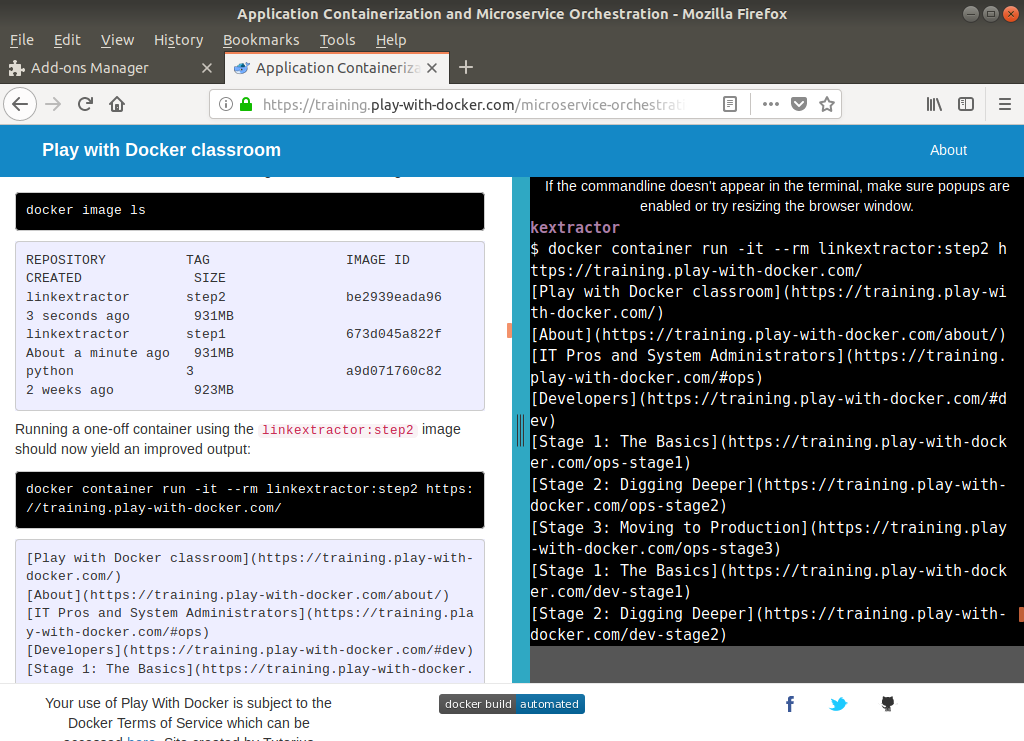 Application Containerization and Microservice Orchestration - Mozilla Firefox
File Edit View History Bookmarks Tools Help
Add-ons Manager
Application Containeriza
https://training.play-with-docker.com/microservice-orchestrati
Play with Docker classroom
About
docker image ls
REPOSITORY TAG IMAGE ID
CREATED SIZE
linkextractor step2 be2939eada96
3 seconds ago 931MB
linkextractor step1 673d045a822f
About a minute ago 931MB
python 3 a9d071760c82
2 weeks ago 923MB
Running a one-off container using the linkextractor:step2 image
should now yield an improved output:
docker container run -it --rm linkextractor:step2 https:
//training.play-with-docker.com/
[Play with Docker classroom](https://training.play-with-
docker.com/)
[About](https://training.play-with-docker.com/about/)
[IT Pros and System Administrators](https://training.pla
y-with-docker.com/#ops)
[Developers](https://training.play-with-docker.com/#dev)
[Stage 1: The Basics](https://training.play-with-docker.
If the commandline doesn't appear in the terminal, make sure popups are
enabled or try resizing the browser window.
kextractor
$ docker container run -it --rm linkextractor:step2 h
ttps://training.play-with-docker.com/
[Play with Docker classroom](https://training.play-wi
th-docker.com/)
[About](https://training.play-with-docker.com/about/)
[IT Pros and System Administrators](https://training.
play-with-docker.com/#ops)
[Developers](https://training.play-with-docker.com/#d
ev)
[Stage 1: The Basics](https://training.play-with-dock
er.com/ops-stage1)
[Stage 2: Digging Deeper](https://training.play-with-
docker.com/ops-stage2)
[Stage 3: Moving to Production](https://training.play
-with-docker.com/ops-stage3)
[Stage 1: The Basics](https://training.play-with-dock
er.com/dev-stage1)
[Stage 2: Digging Deeper](https://training.play-with-
docker.com/dev-stage2)
Your use of Play With Docker is subject to the
Docker Terms of Service which can be
accessed here. Site created by Tutorius
docker build automated